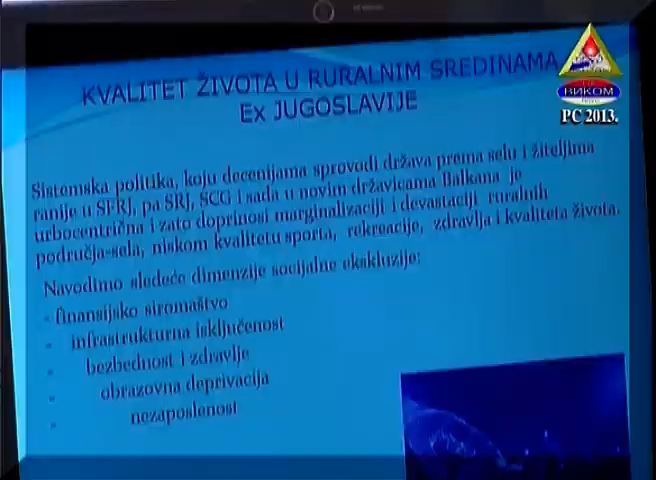 KVALITET ŽIVOTA U RURALNIM SREDINAMA
Ex JUGOSLAVIJE
ВИКОМ
PC 2013.
Sistemska politika, koju decenijama sprovodi država prema selu i žiteljima
ranije u SFRJ, pa SRJ, SCG i sada u novim državicama Balkana je
urbocentrična i zato doprinosi marginalizaciji i devastaciji ruralnih
područja-sela, niskom kvalitetu sporta, rekreacije, zdravlja i kvaliteta života.
Navodimo sledeće dimenzije socijalne ekskluzije:
- finansijsko siromaštvo
- infrastrukturna isključenost
- bezbednost i zdravlje
- obrazovna deprivacija
- nezaposlenost